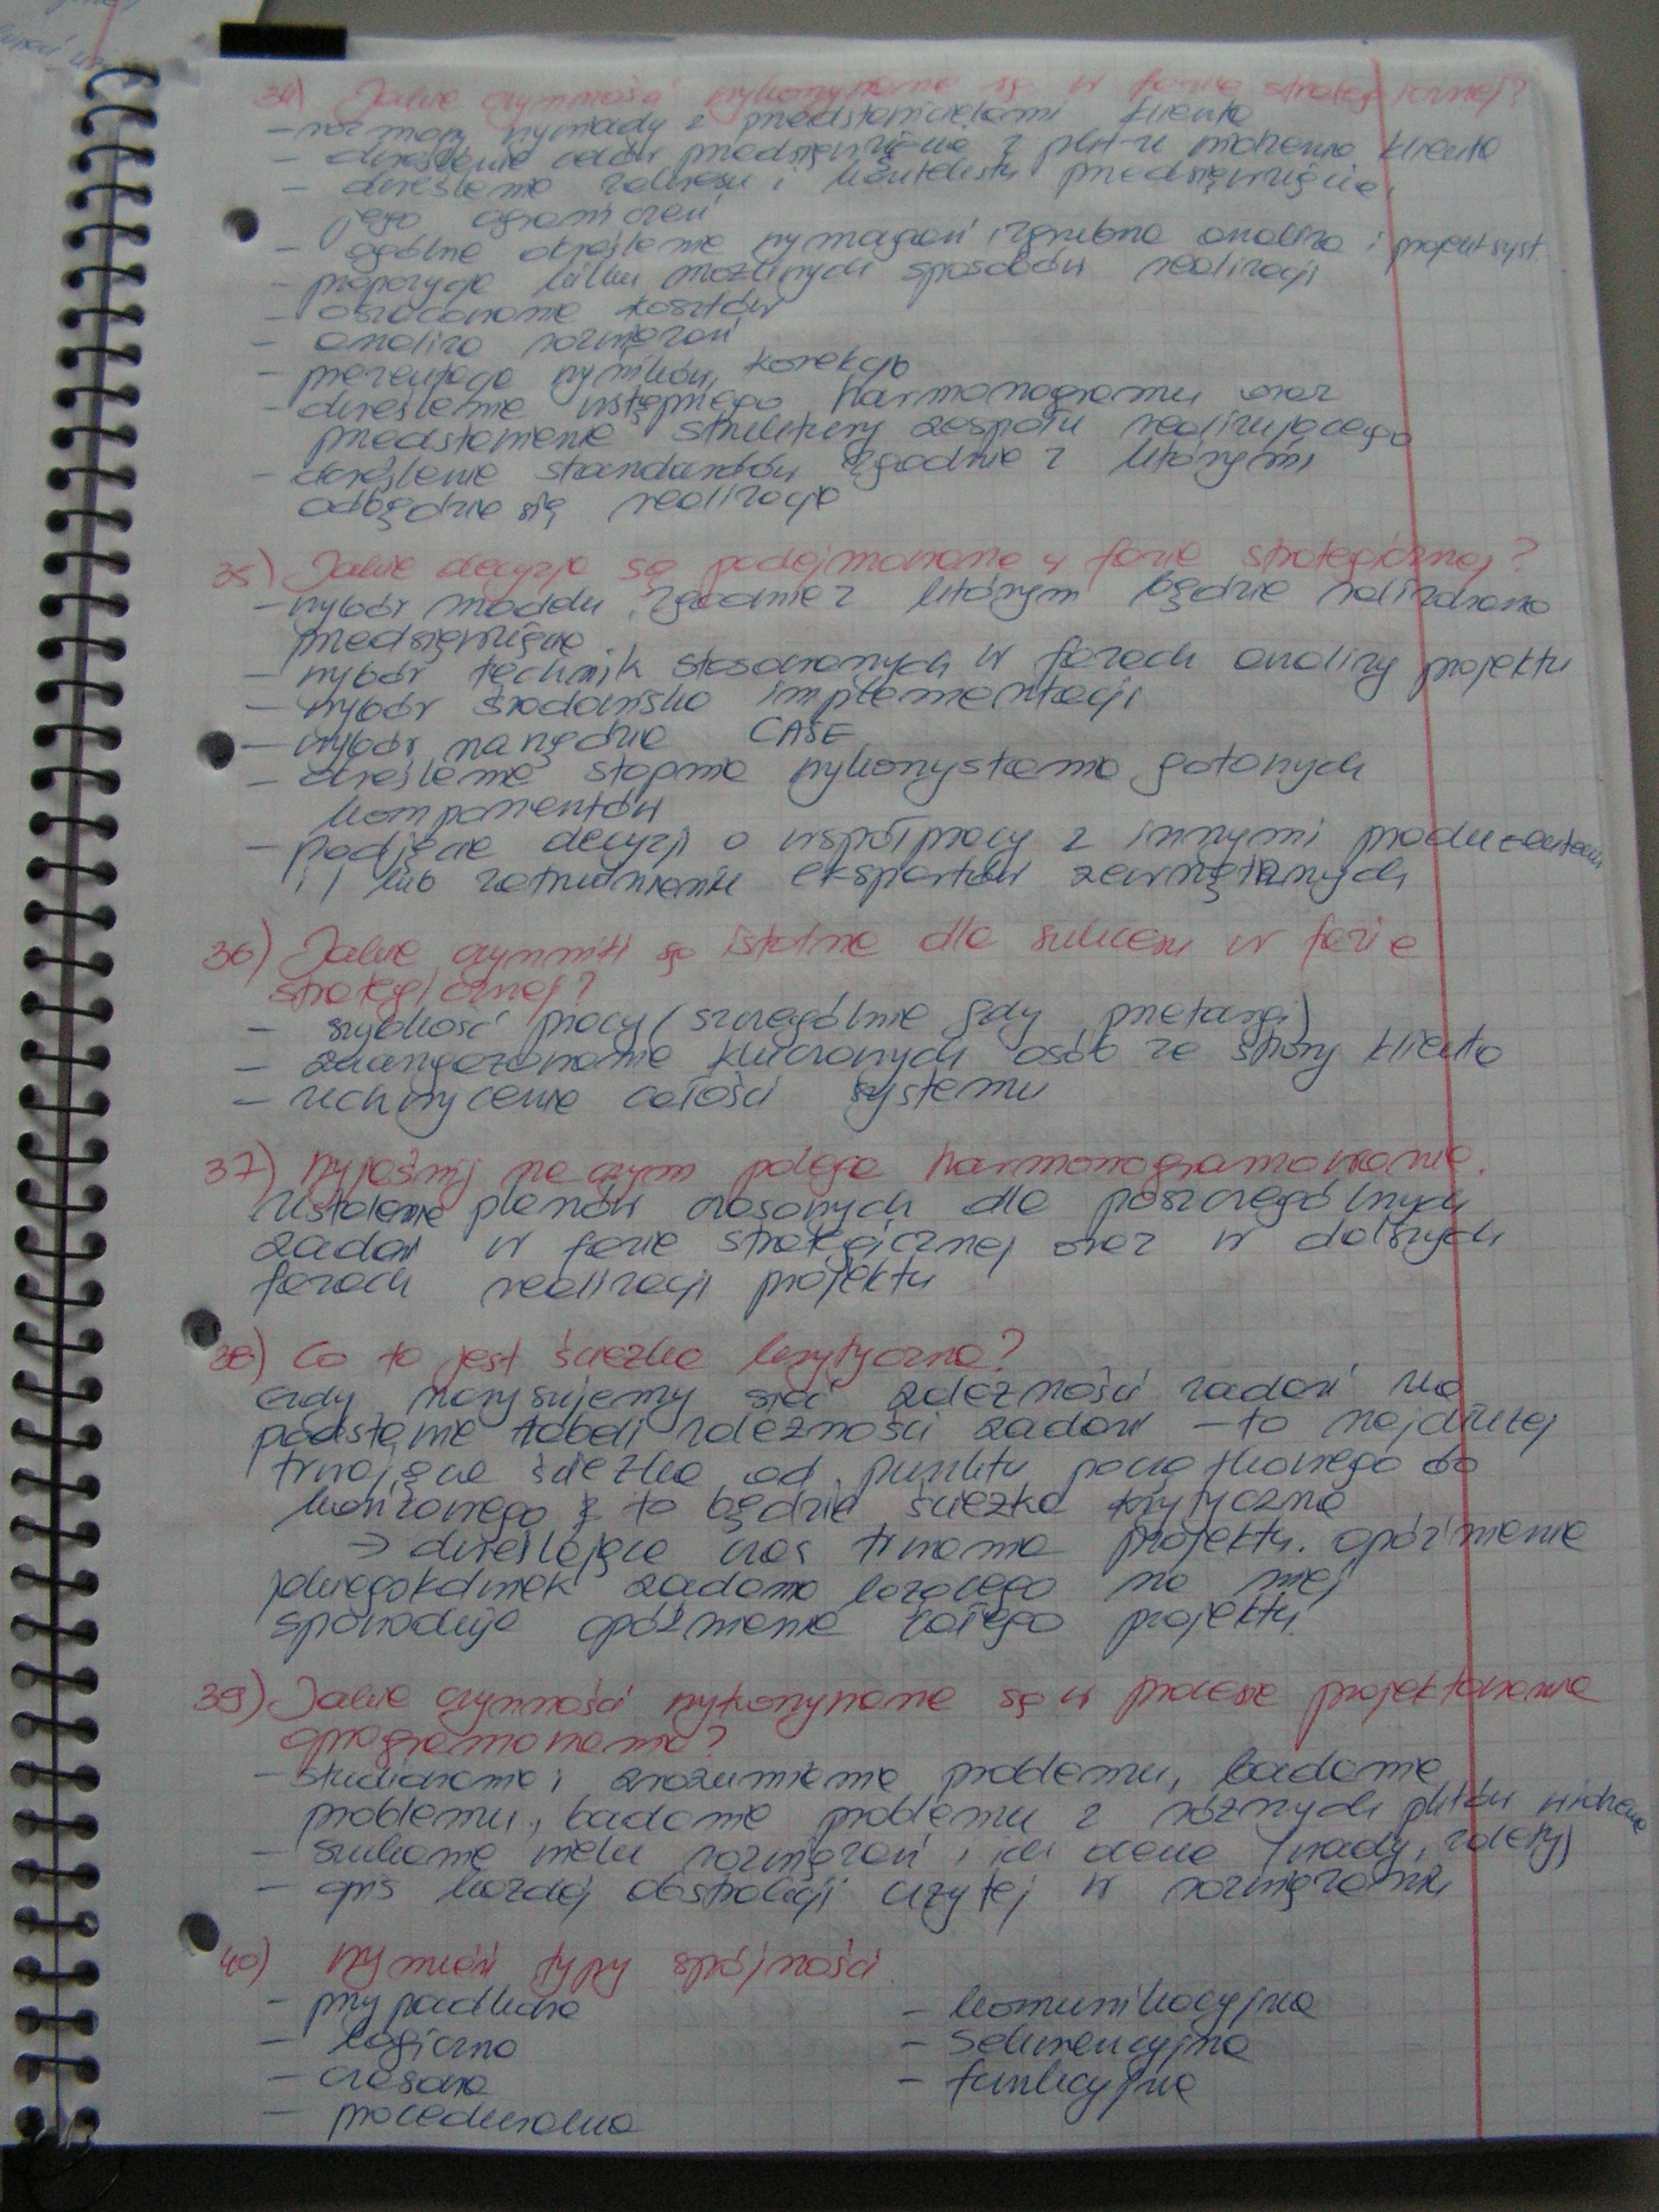 34) Jakie czynności wykonywane są w fazie strategicznej?
- rozmowy wywiady z przedstawicielami klienta
- określenie celów przedsięwzięcia z pkt-u widzenia klienta
- określenie zakresu i kontekstu przedsięwzięcia,
jego ograniczeń
- ogólne określenie wymagań, zgrubna analiza i projekt syst.
- propozycja kilku możliwych sposobów realizacji
- oszacowanie kosztów
- analiza rozwiązań
- prezentacja wyników, korekcja
- określenie wstępnego harmonogramu oraz
przedstawienie struktury zespołu realizującego
- określenie standardów zgodnie z którymi
odbędzie się realizacja
35) Jakie decyzje są podejmowane w fazie strategicznej?
- wybór modelu, zgodnie z którym będzie realizowane
przedsięwzięcie
- wybór technik stosowanych w fazach analizy projektu
- wybór środowiska implementacji
- wybór narzędzia CASE
- określenie stopnia wykorzystania gotowych
komponentów
- podjęcie decyzji o współpracy z innymi producentami
i / lub zatrudnieniu ekspertów zewnętrznych
36) Jakie czynniki są istotne dla sukcesu w fazie
strategicznej?
- szybkość pracy (szczególnie gdy przetargi)
- zaangażowanie kluczowych osób ze strony klienta
- uchwycenie całości systemu
37) Wyjaśnij na czym polega harmonogramowanie.
Ustalenie planów czasowych dla poszczególnych
zadań w fazie strategicznej oraz w dalszych
fazach realizacji projektu
38) Co to jest ścieżka krytyczna?
Gdy narysujemy sieć zależności zadań na
podstawie tabeli zależności zadań - to najdłużej
trwająca ścieżka od punktu początkowego do
końcowego to będzie ścieżka krytyczna
→ określająca czas trwania projektu. opóźnienie
jakiegokolwiek zadania leżącego na niej
spowoduje opóźnienie całego projektu.
39) Jakie czynności wykonywane są w procesie projektowania
oprogramowania?
- studiowanie i zrozumienie problemu, badanie
problemu, badanie problemu z różnych pktów widzenia
- szukanie wielu rozwiązań i ich ocena (wady, zalety)
- opis każdej abstrakcji użytej w rozwiązaniu
40) Wymień typy spójności.
- przypadkowa
- logiczna
- czasowa
- proceduralna
- komunikacyjna
- Sekwencyjna
- funkcyjna